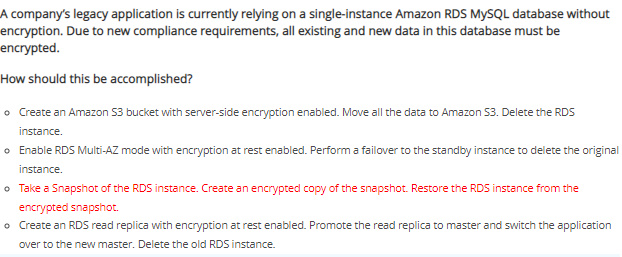 A company's legacy application is currently relying on a single-instance Amazon RDS MySQL database without
encryption. Due to new compliance requirements, all existing and new data in this database must be
encrypted.
How should this be accomplished?
Create an Amazon S3 bucket with server-side encryption enabled. Move all the data to Amazon S3. Delete the RDS
instance.
Enable RDS Multi-AZ mode with encryption at rest enabled. Perform a failover to the standby instance to delete the original
instance.
Take a Snapshot of the RDS instance. Create an encrypted copy of the snapshot. Restore the RDS instance from the
encrypted snapshot.
Create an RDS read replica with encryption at rest enabled. Promote the read replica to master and switch the application
over to the new master. Delete the old RDS instance.